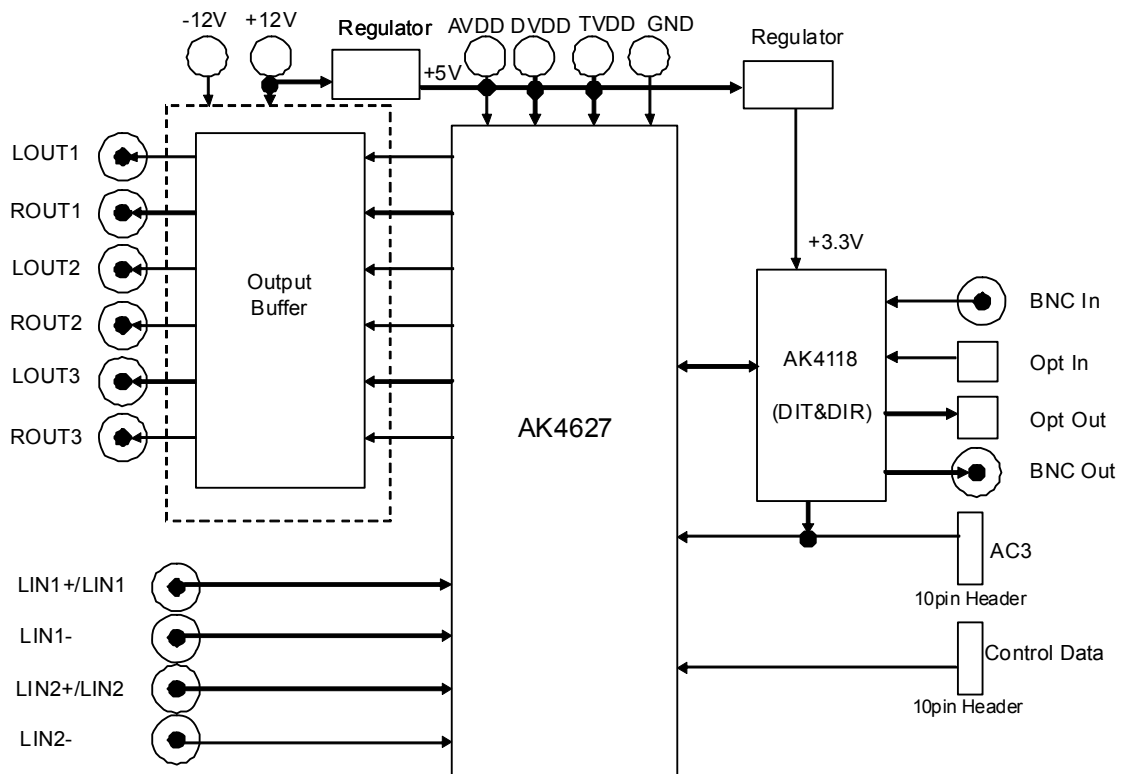 -12V
+12V
Regulator
AVDD
DVDD
TVDD
GND
Regulator
+5V
LOUT1
ROUT1
LOUT2
ROUT2
LOUT3
ROUT3
Output
Buffer
+3.3V
AK4627
AK4118
(DIT&DIR)
BNC In
Opt In
Opt Out
BNC Out
AC3
10pin Header
Control Data
10pin Header
LIN1+/LIN1
LIN1-
LIN2+/LIN2
LIN2-